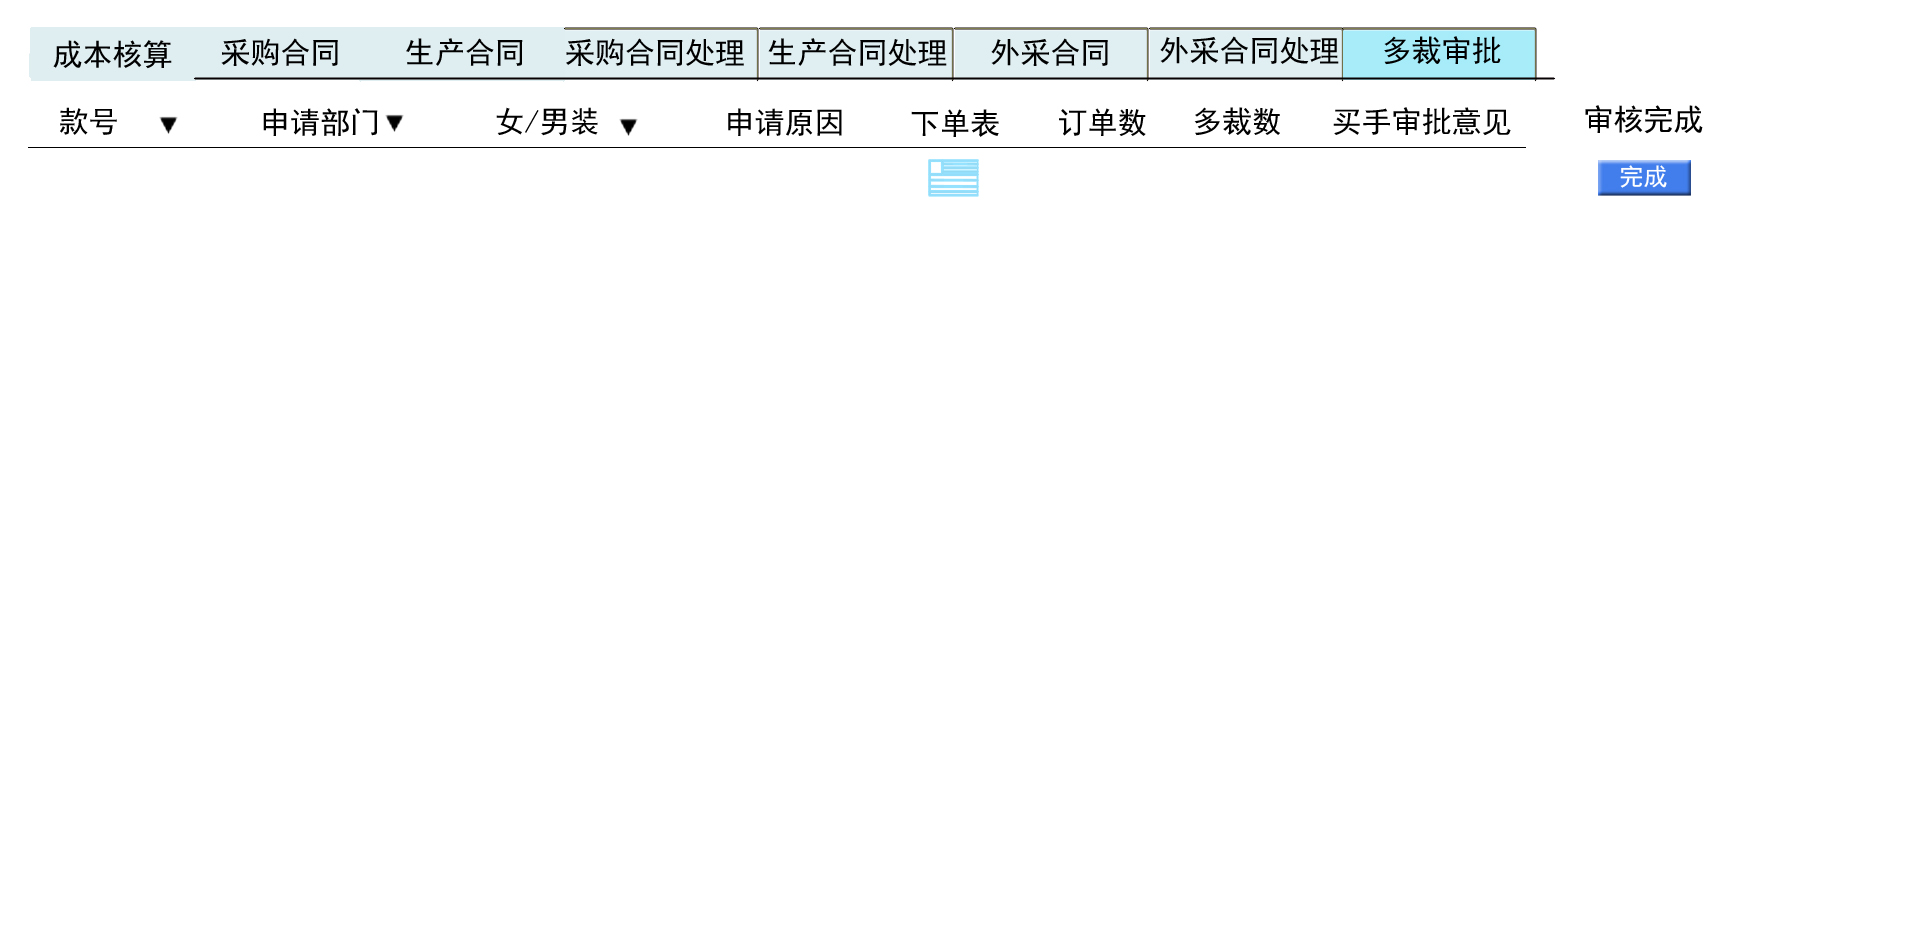 成本核算 采购合同 生产合同 采购合同处理 生产合同处理 外采合同 外采合同处理 多裁审批
款号 ▼ 申请部门▼ 女/男装 ▼ 申请原因 下单表 订单数 多裁数 买手审批意见 审核完成
完成